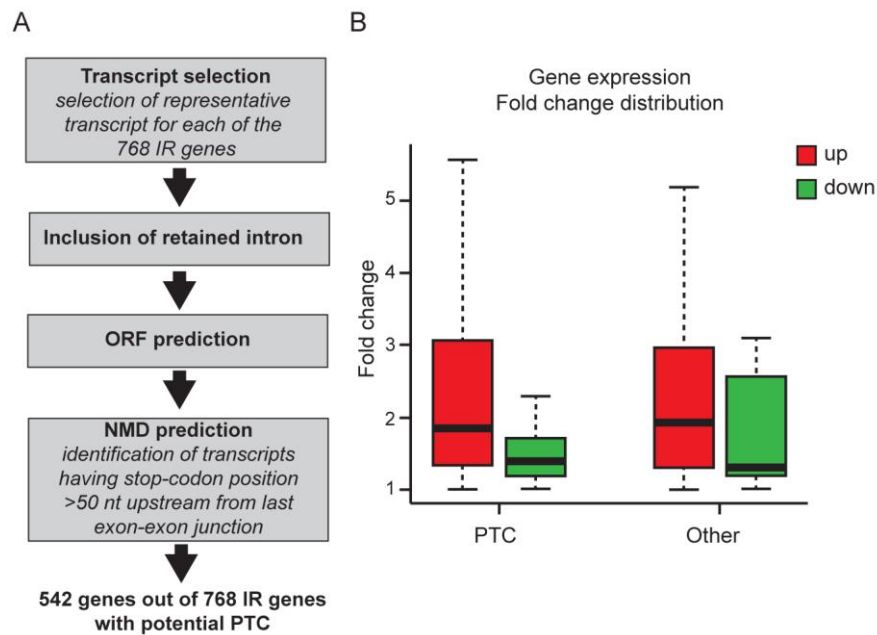 A
Transcript selection
selection of representative
transcript for each of the
768 IR genes
Inclusion of retained intron
ORF prediction
NMD prediction
identification of transcripts
having stop-codon position
>50 nt upstream from last
exon-exon junction
542 genes out of 768 IR genes
with potential PTC
B
Gene expression
Fold change distribution
up
down
Fold change
5
4
3
2
1
PTC
Other